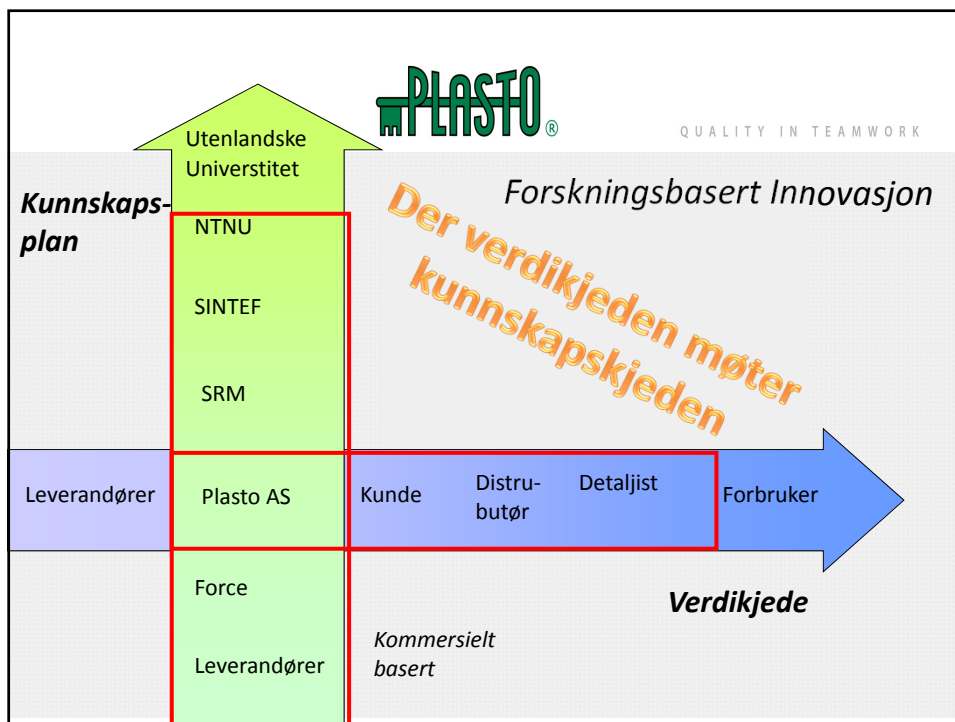 PLASTO®
QUALITY IN TEAMWORK
Utenlandske
Universtitet
Forskningsbasert Innovasjon
Kunnskaps-
plan
Der verdikjeden møter
kunnskapskjeden
NTNU
SINTEF
SRM
Leverandører
Plasto AS
Kunde
Distru-
butør
Detaljist
Forbruker
Force
Verdikjede
Kommersielt
basert
Leverandører